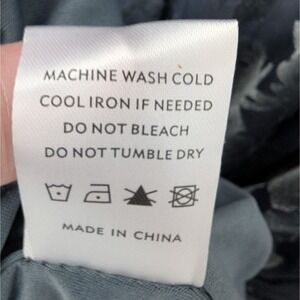 MACHINE WASH COLD
COOL IRON IF NEEDED
DO NOT BLEACH
DO NOT TUMBLE DRY
MADE IN CHINA